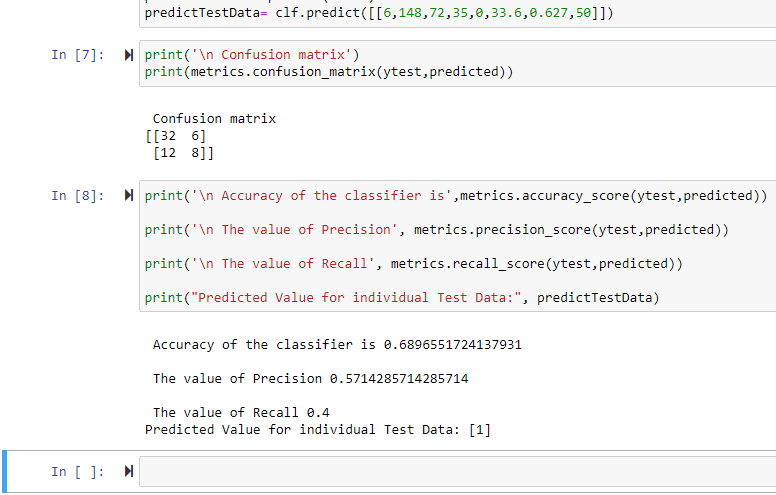 predictTestData= clf.predict([[6,148,72,35,0,33.6,0.627,50]])
In [7]:
print('\n Confusion matrix')
print(metrics.confusion_matrix(ytest,predicted))
Confusion matrix
[[32  6]
 [12  8]]
In [8]:
print('\n Accuracy of the classifier is',metrics.accuracy_score(ytest,predicted))
print('\n The value of Precision', metrics.precision_score(ytest,predicted))
print('\n The value of Recall', metrics.recall_score(ytest,predicted))
print("Predicted Value for individual Test Data:", predictTestData)
Accuracy of the classifier is 0.6896551724137931
The value of Precision 0.5714285714285714
The value of Recall 0.4
Predicted Value for individual Test Data: [1]
In [ ]: